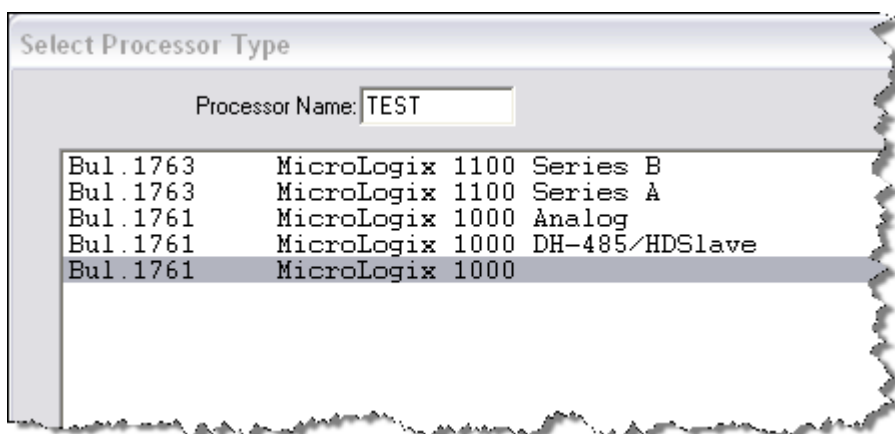 Select Processor Type
Processor Name: TEST
Bul.1763 MicroLogix 1100 Series B
Bul.1763 MicroLogix 1100 Series A
Bul.1761 MicroLogix 1000 Analog
Bul.1761 MicroLogix 1000 DH-485/HDSlave
Bul.1761 MicroLogix 1000